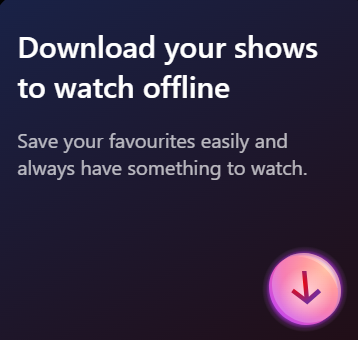 Download your shows
to watch offline
Save your favourites easily and
always have something to watch.